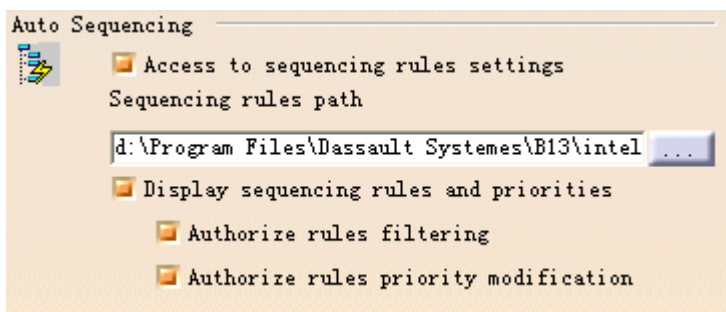 Auto Sequencing
Access to sequencing rules settings
Sequencing rules path
d:\Program Files\Dassault Systemes\B13\intel
...
Display sequencing rules and priorities
Authorize rules filtering
Authorize rules priority modification